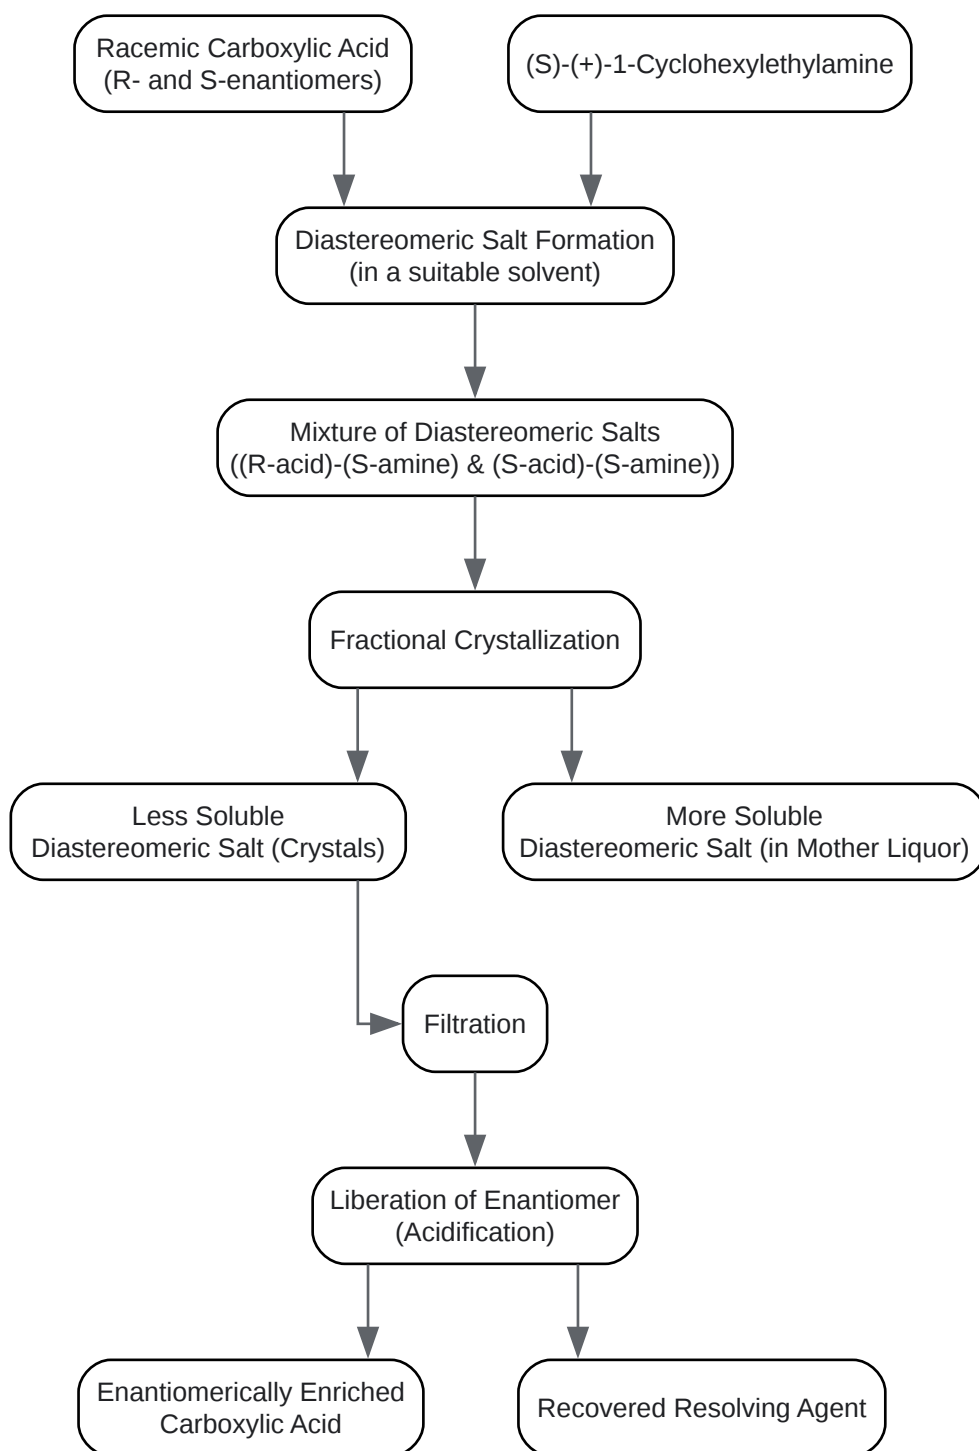 Racemic Carboxylic Acid
(R- and S-enantiomers)
(S)-(+)-1-Cyclohexylethylamine
Diastereomeric Salt Formation
(in a suitable solvent)
Mixture of Diastereomeric Salts
((R-acid)-(S-amine) & (S-acid)-(S-amine))
Fractional Crystallization
Less Soluble
Diastereomeric Salt (Crystals)
More Soluble
Diastereomeric Salt (in Mother Liquor)
Filtration
Liberation of Enantiomer
(Acidification)
Enantiomerically Enriched
Carboxylic Acid
Recovered Resolving Agent